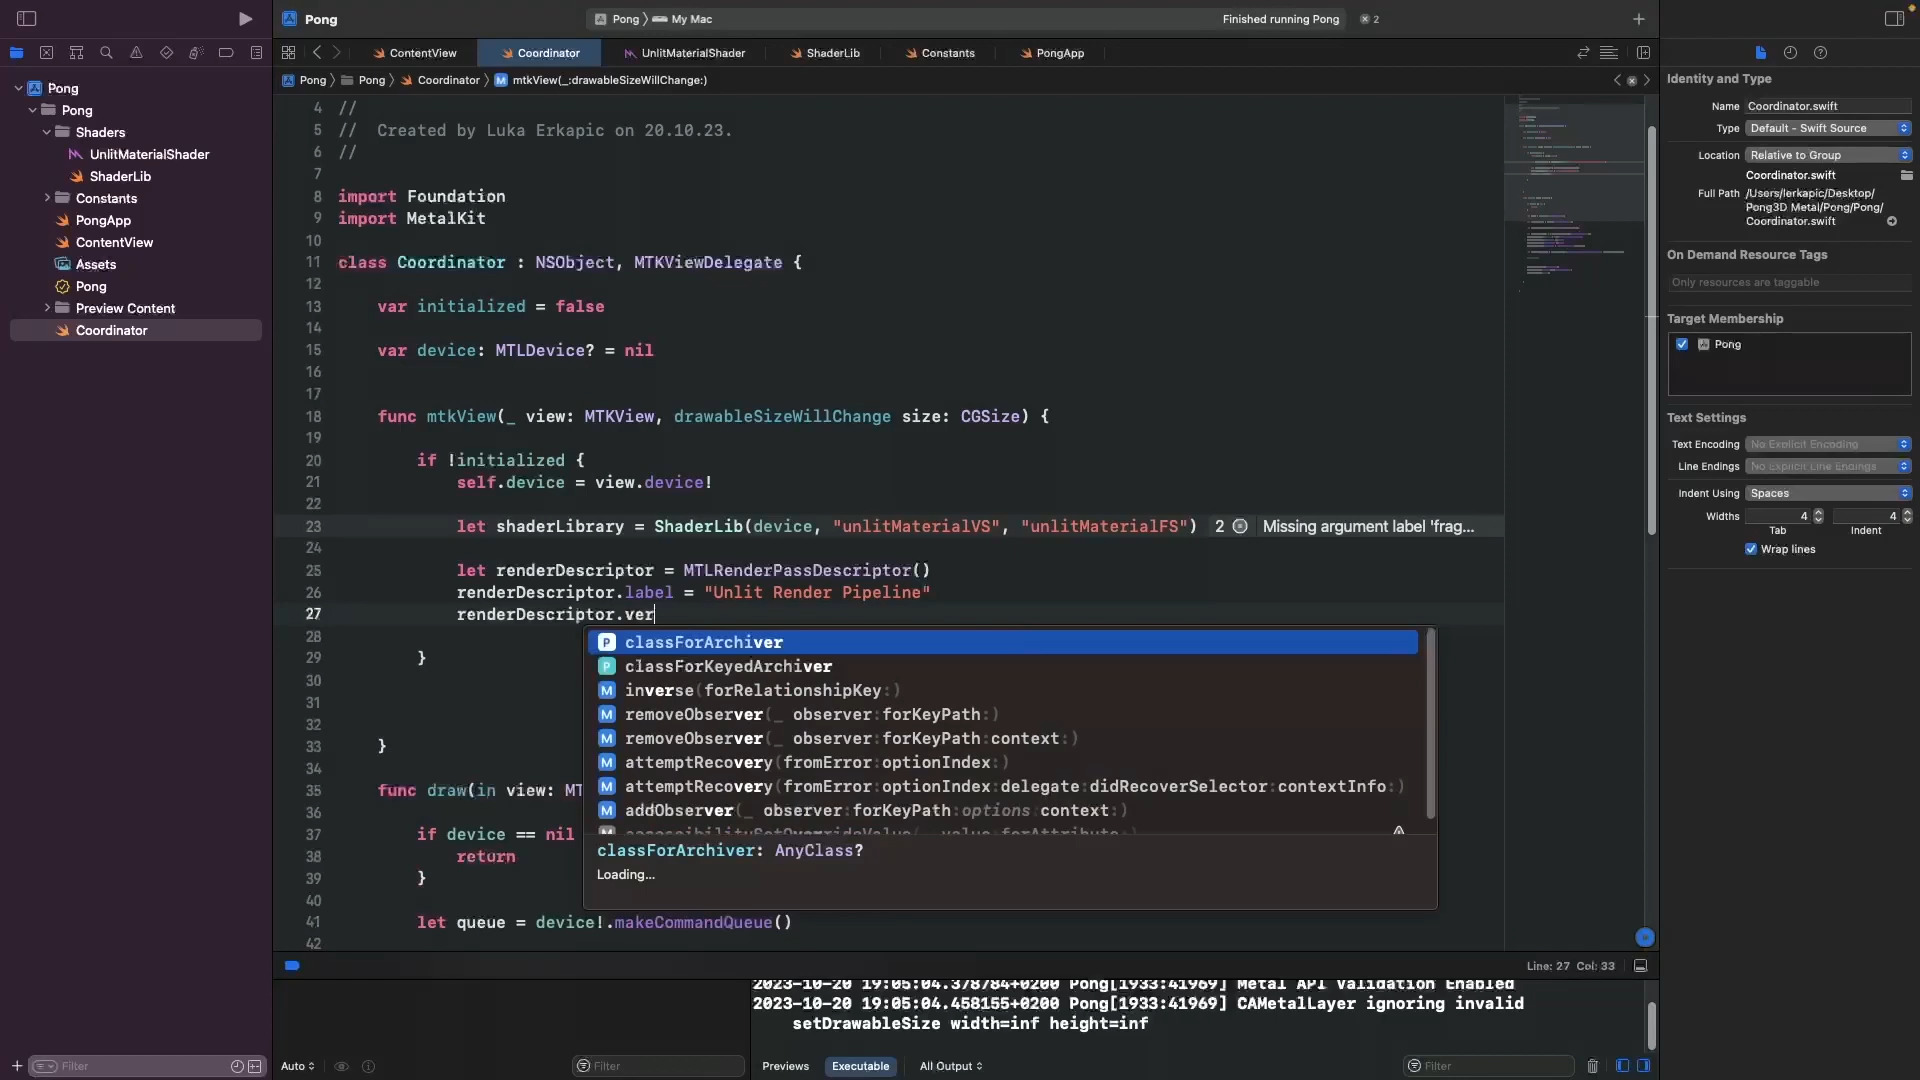 Pong
Pong
My Mac
Finished running Pong
2
ContentView
Coordinator
UnlitMaterialShader
ShaderLib
Constants
PongApp
Pong
Pong
Coordinator
M
mtkView(_:drawableSizeWillChange:)
Pong
Pong
Shaders
UnlitMaterialShader
ShaderLib
Constants
PongApp
ContentView
Assets
Pong
Preview Content
Coordinator
4 //
5 //  Created by Luka Erkapic on 20.10.23.
6 //
7
8 import Foundation
9 import MetalKit
10
11 class Coordinator : NSObject, MTKViewDelegate {
12
13 var initialized = false
14
15 var device: MTLDevice? = nil
16
17
18 func mtkView(_ view: MTKView, drawableSizeWillChange size: CGSize) {
19
20 if !initialized {
21 self.device = view.device!
22
23 let shaderLibrary = ShaderLib(device, "unlitMaterialVS", "unlitMaterialFS") 2 Missing argument label 'frag...
24
25 let renderDescriptor = MTLRenderPassDescriptor()
26 renderDescriptor.label = "Unlit Render Pipeline"
27 renderDescriptor.ver
28
29 }
30
31
32
33 }
34
35 func draw(in view: MT
36
37 if device == nil
38 return
39 }
40
41 let queue = device!.makeCommandQueue()
42
P classForArchiver
P classForKeyedArchiver
M inverse(forRelationshipKey:)
M removeObserver(_ observer:forKeyPath:)
M removeObserver(_ observer:forKeyPath:context:)
M attemptRecovery(fromError:optionIndex:)
M attemptRecovery(fromError:optionIndex:delegate:didRecoverSelector:contextInfo:)
M addObserver(_ observer:forKeyPath:options:context:)
M accessibilitySetOverrideValue(_ value:forAttribute:)
classForArchiver: AnyClass?
Loading...
Line: 27 Col: 33
2023-10-20 19:05:04.378784+0200 Pong[1933:41969] Metal API Validation Enabled
2023-10-20 19:05:04.458155+0200 Pong[1933:41969] CAMetalLayer ignoring invalid
setDrawableSize width=inf height=inf
Filter
Auto
Filter
Previews
Executable
All Output
Filter
Identity and Type
Name Coordinator.swift
Type Default - Swift Source
Location Relative to Group
Coordinator.swift
Full Path /Users/lerkapic/Desktop/
Pong3D Metal/Pong/Pong/
Coordinator.swift
On Demand Resource Tags
Only resources are taggable
Target Membership
Pong
Text Settings
Text Encoding No Explicit Encoding
Line Endings No Explicit Line Endings
Indent Using Spaces
Widths 4 4
Tab Indent
Wrap lines